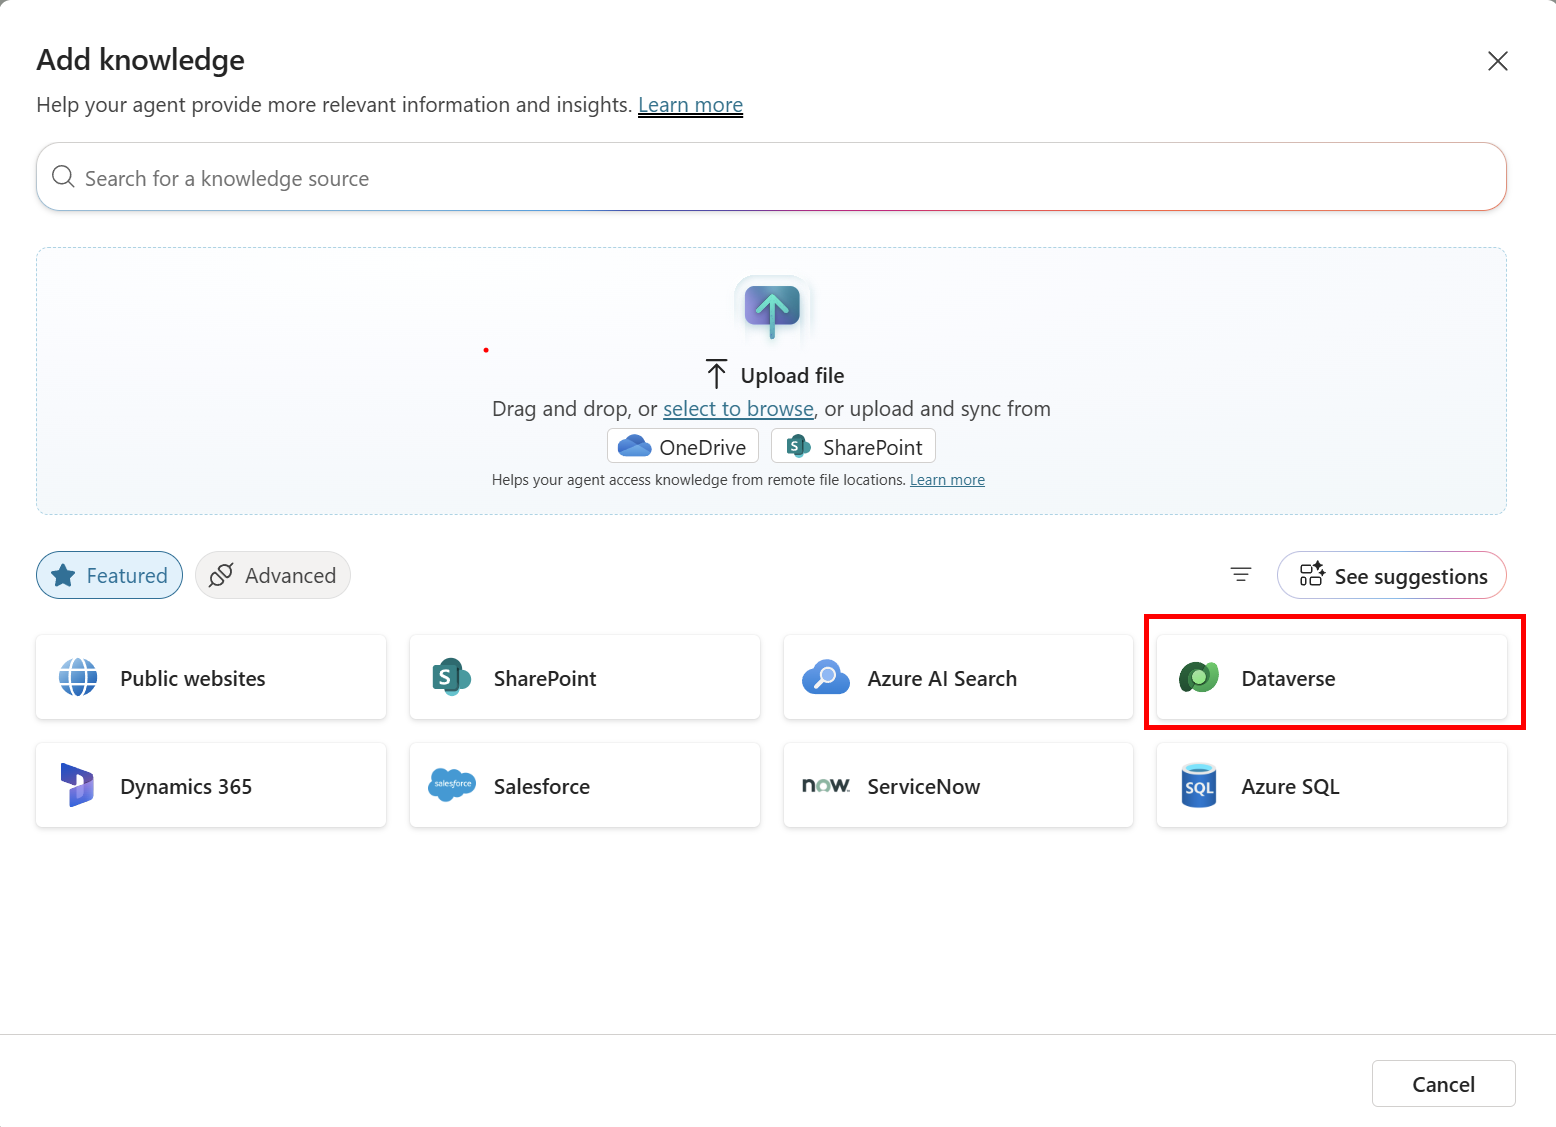 Add knowledge
Help your agent provide more relevant information and insights. Learn more
Search for a knowledge source
Upload file
Drag and drop, or select to browse, or upload and sync from
OneDrive
S SharePoint
Helps your agent access knowledge from remote file locations. Learn more
Featured
Advanced
See suggestions
Public websites
S SharePoint
Azure AI Search
Dataverse
Dynamics 365
salesforce Salesforce
now. ServiceNow
SQL Azure SQL
Cancel